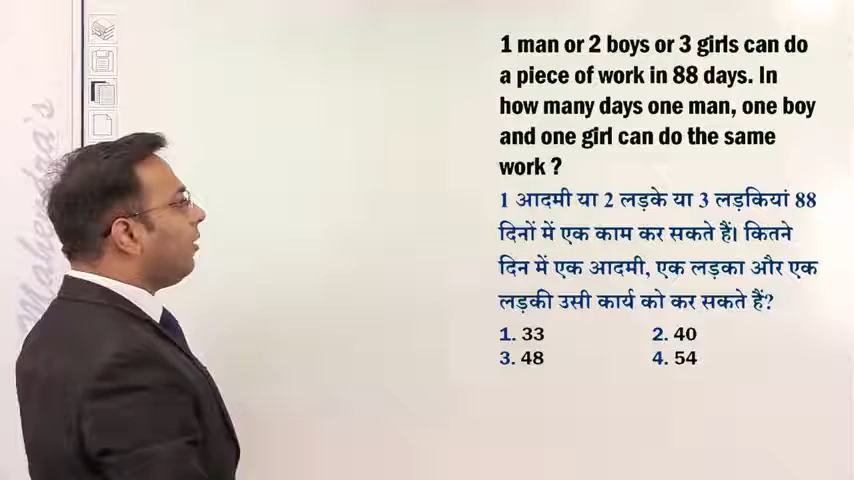 Mahendra's
1 man or 2 boys or 3 girls can do
a piece of work in 88 days. In
how many days one man, one boy
and one girl can do the same
work ?
1 आदमी या 2 लड़के या 3 लड़कियां 88
दिनों में एक काम कर सकते हैं। कितने
दिन में एक आदमी, एक लड़का और एक
लड़की उसी कार्य को कर सकते हैं?
1. 33 2. 40
3. 48 4. 54